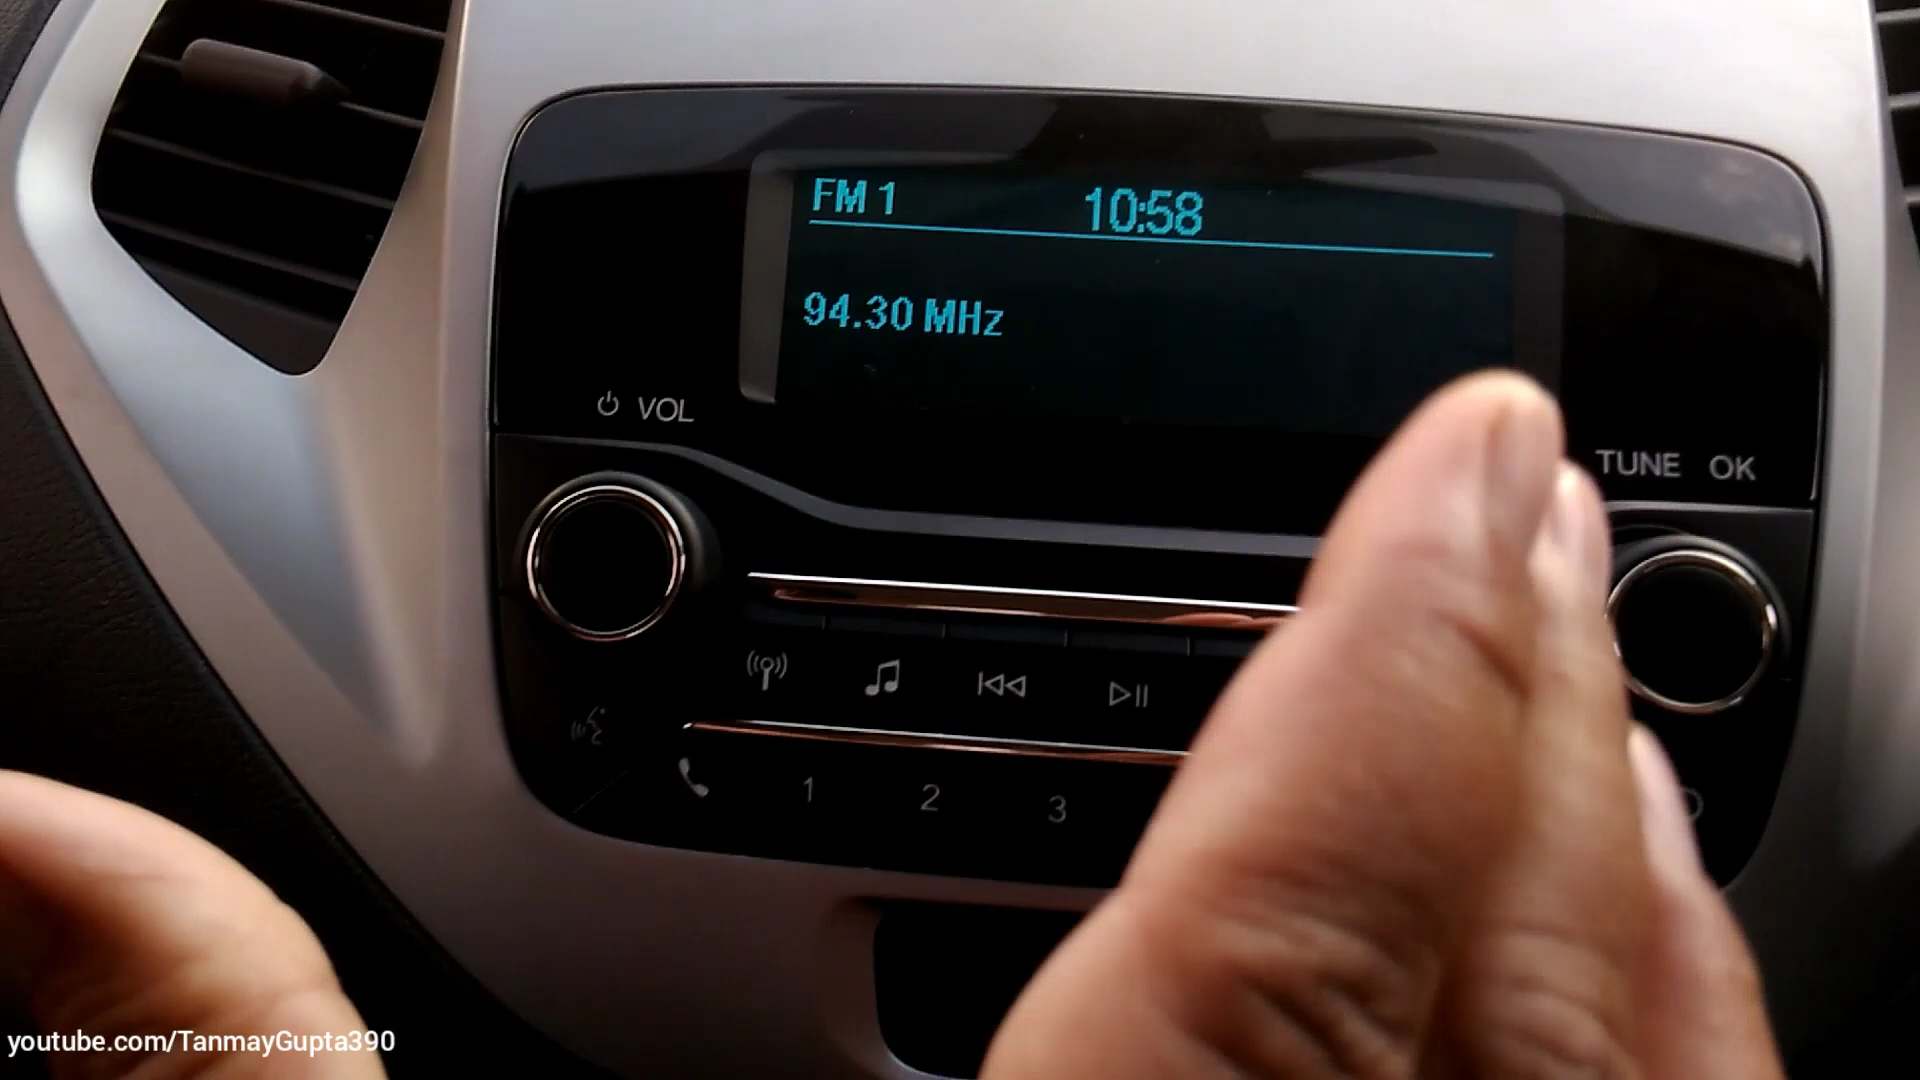 FM 1 10:58
94.30 MHz
VOL
TUNE OK
1 2 3
youtube.com/TanmayGupta390